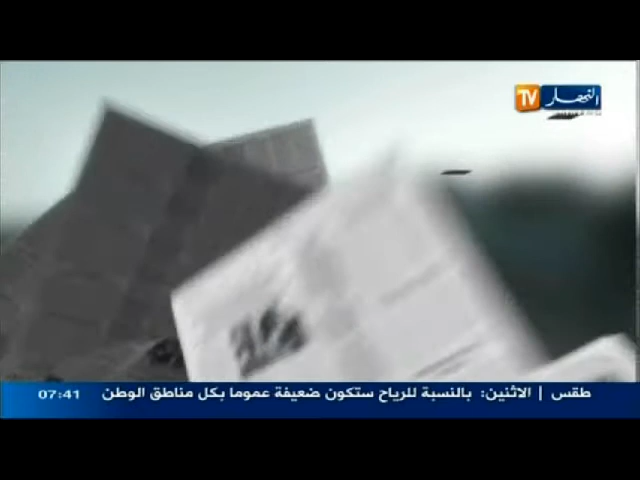 TV النهار
طقس | الاثنين: بالنسبة للرياح ستكون ضعيفة عموما بكل مناطق الوطن
07:41